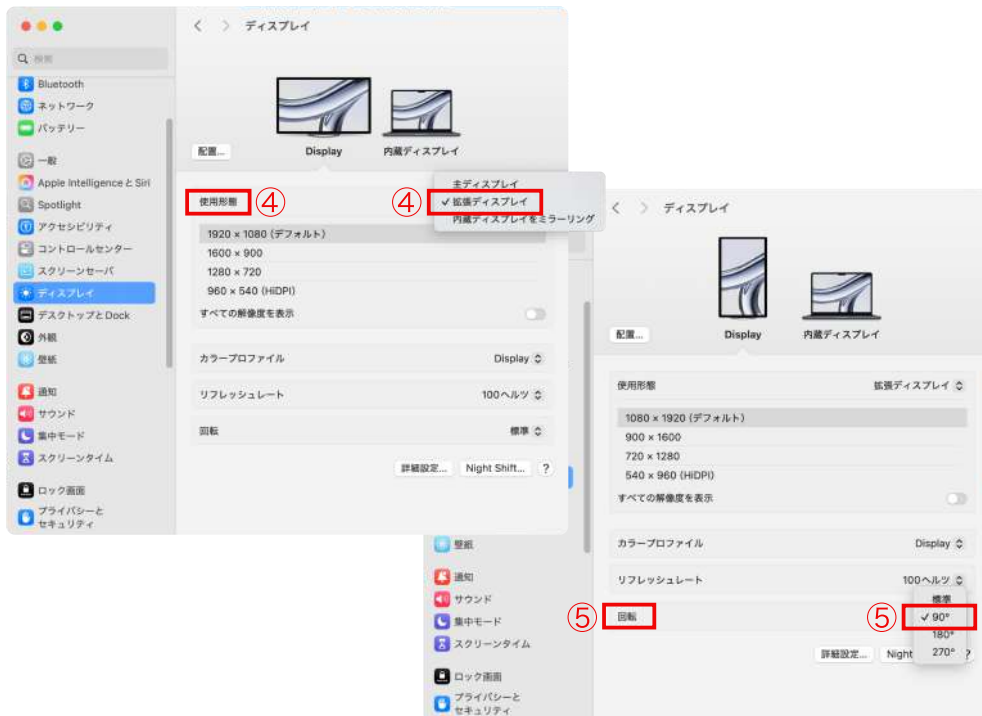 ディスプレイ
検索
Bluetooth
ネットワーク
バッテリー
一般
Apple Intelligence と Siri
Spotlight
アクセシビリティ
コントロールセンター
スクリーンセーバ
ディスプレイ
デスクトップと Dock
外観
壁紙
通知
サウンド
集中モード
スクリーンタイム
ロック画面
プライバシーと
セキュリティ
配置...
Display
内蔵ディスプレイ
使用形態
④
④
主ディスプレイ
✓ 拡張ディスプレイ
内蔵ディスプレイをミラーリング
1920 × 1080 (デフォルト)
1600 × 900
1280 × 720
960 × 540 (HiDPI)
すべての解像度を表示
カラープロファイル
Display
リフレッシュレート
100ヘルツ
回転
標準
詳細設定...
Night Shift...
?
ディスプレイ
配置...
Display
内蔵ディスプレイ
使用形態
拡張ディスプレイ
1080 × 1920 (デフォルト)
900 × 1600
720 × 1280
540 × 960 (HiDPI)
すべての解像度を表示
カラープロファイル
Display
リフレッシュレート
100ヘルツ
⑤
回転
⑤
標準
✓ 90°
180°
270°
詳細設定...
Night
?
壁紙
通知
サウンド
集中モード
スクリーンタイム
ロック画面
プライバシーと
セキュリティ